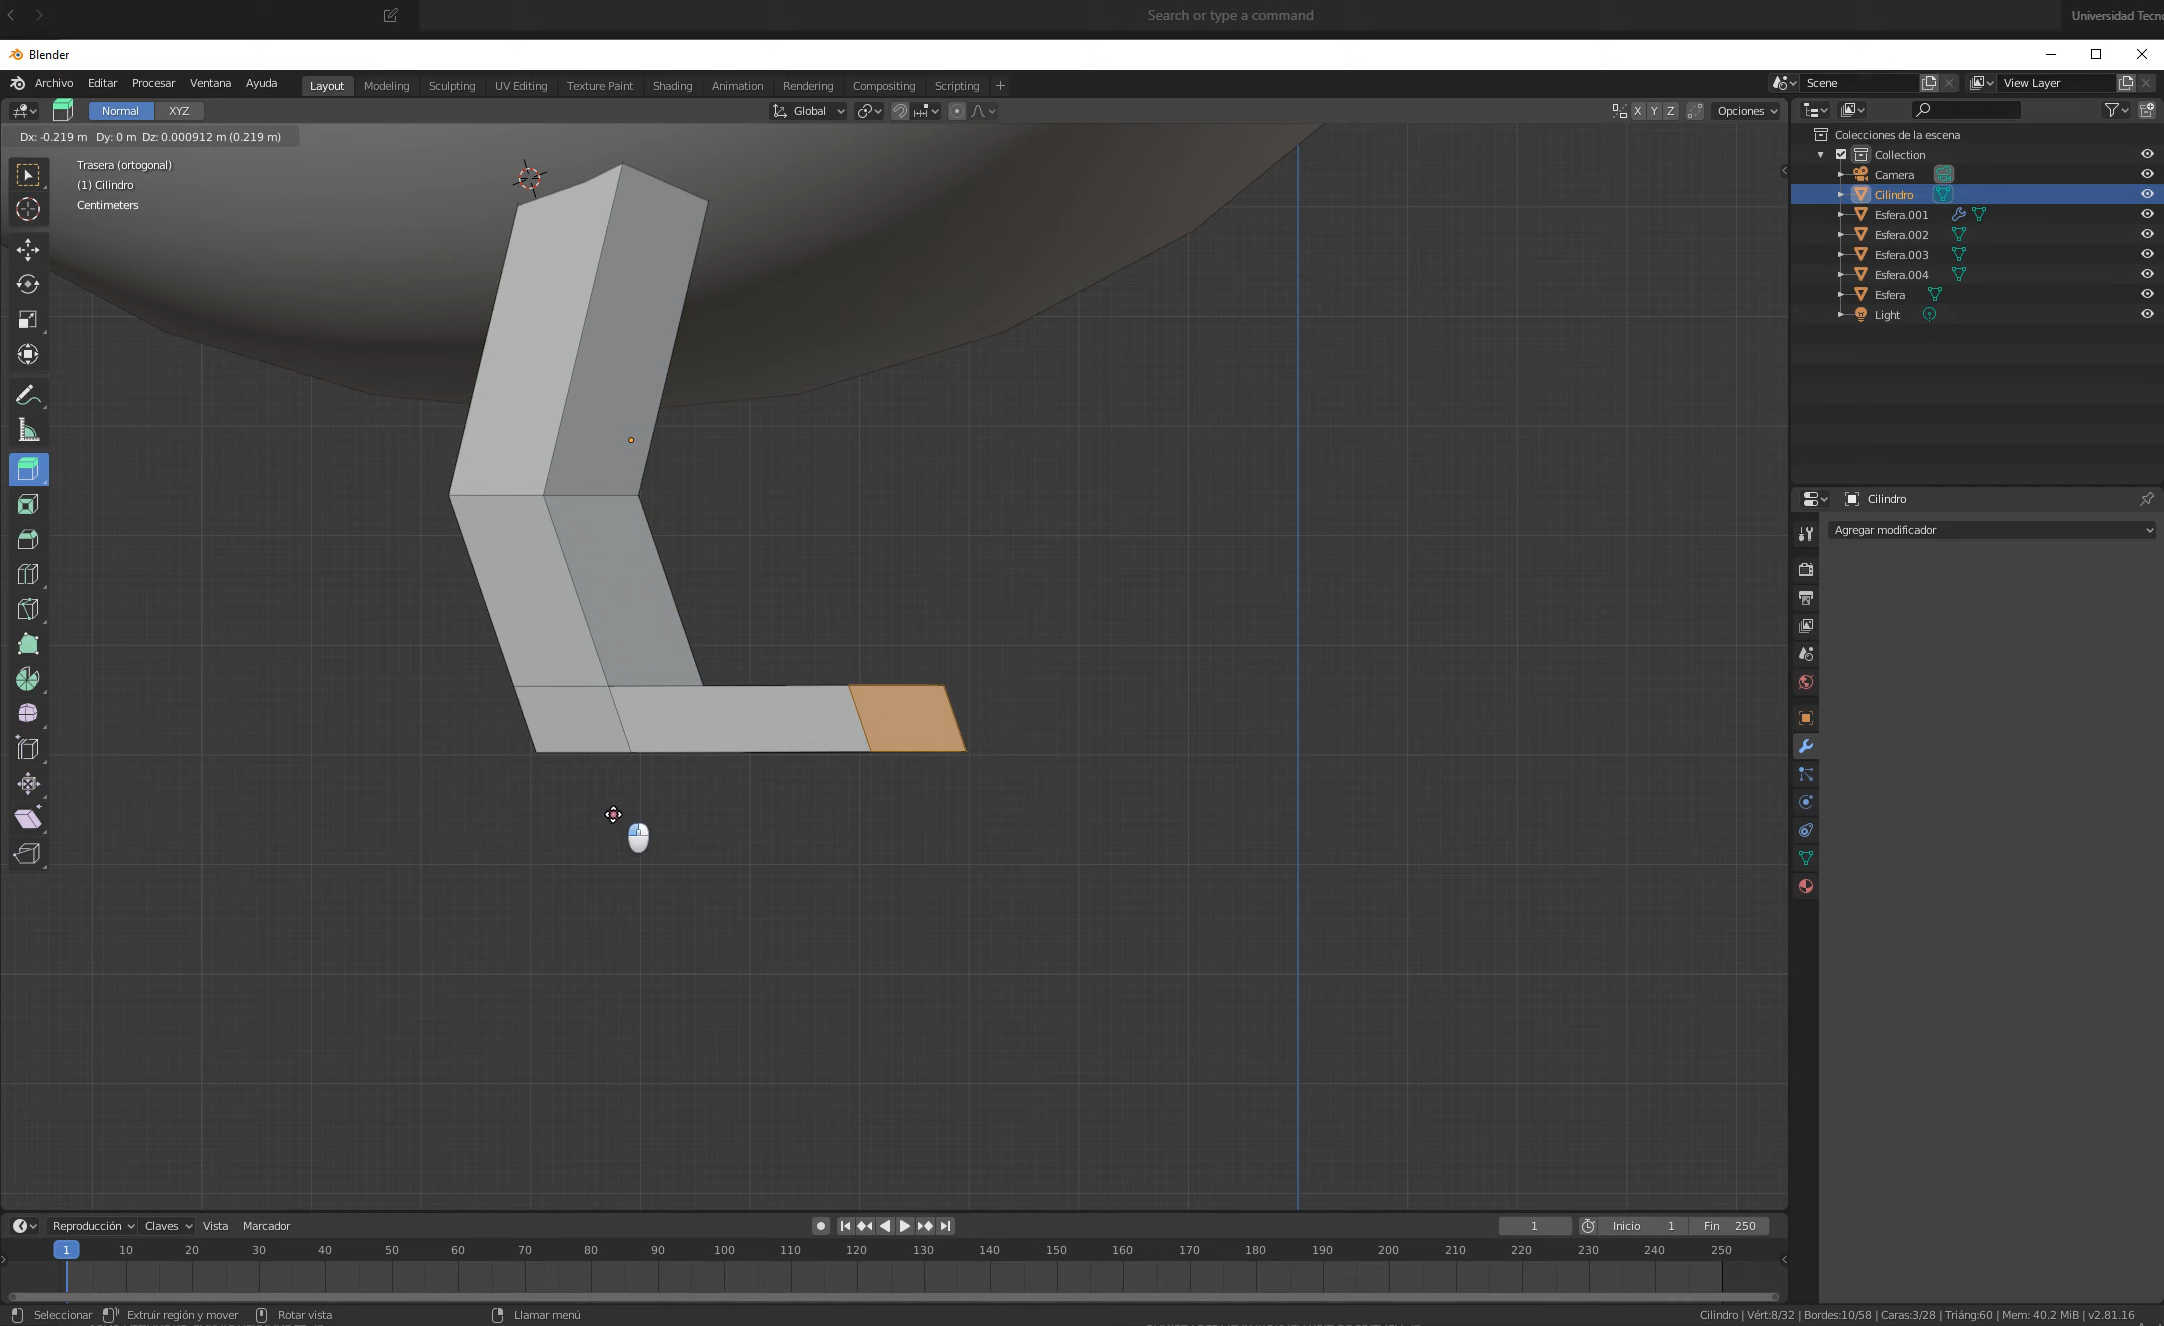 Search or type a command
Universidad Tecn
Blender
Archivo Editar Procesar Ventana Ayuda Layout Modeling Sculpting UV Editing Texture Paint Shading Animation Rendering Compositing Scripting + Scene View Layer
Normal XYZ Global X Y Z Opciones
Dx: -0.219 m Dy: 0 m Dz: 0.000912 m (0.219 m)
Trasera (ortogonal)
(1) Cilindro
Centimeters
Colecciones de la escena
Collection
Camera
Cilindro
Esfera.001
Esfera.002
Esfera.003
Esfera.004
Esfera
Light
Cilindro
Agregar modificador
Reproducción Claves Vista Marcador 1 Inicio 1 Fin 250
1 10 20 30 40 50 60 70 80 90 100 110 120 130 140 150 160 170 180 190 200 210 220 230 240 250
Seleccionar Extruir región y mover Rotar vista Llamar menú Cilindro | Vért:8/32 | Bordes:10/58 | Caras:3/28 | Triáng:60 | Mem: 40.2 MiB | v2.81.16